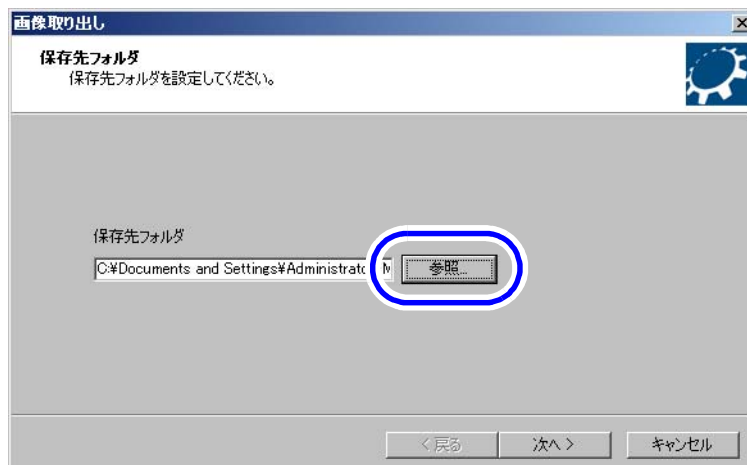 画像取り出し
保存先フォルダ
保存先フォルダを設定してください。
保存先フォルダ
C:¥Documents and Settings¥Administrato M
参照...
< 戻る
次へ >
キャンセル